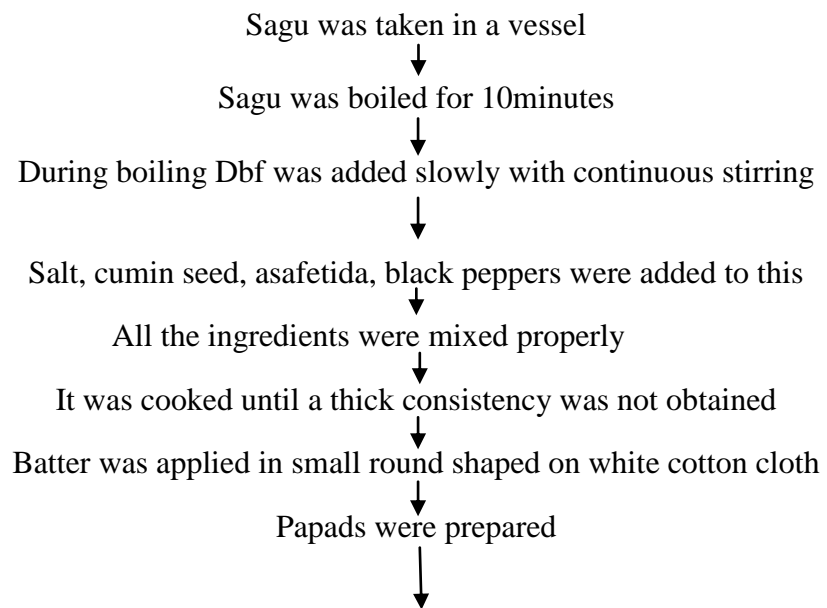 Sagu was taken in a vessel
Sagu was boiled for 10minutes
During boiling Dbf was added slowly with continuous stirring
Salt, cumin seed, asafetida, black peppers were added to this
All the ingredients were mixed properly
It was cooked until a thick consistency was not obtained
Batter was applied in small round shaped on white cotton cloth
Papads were prepared